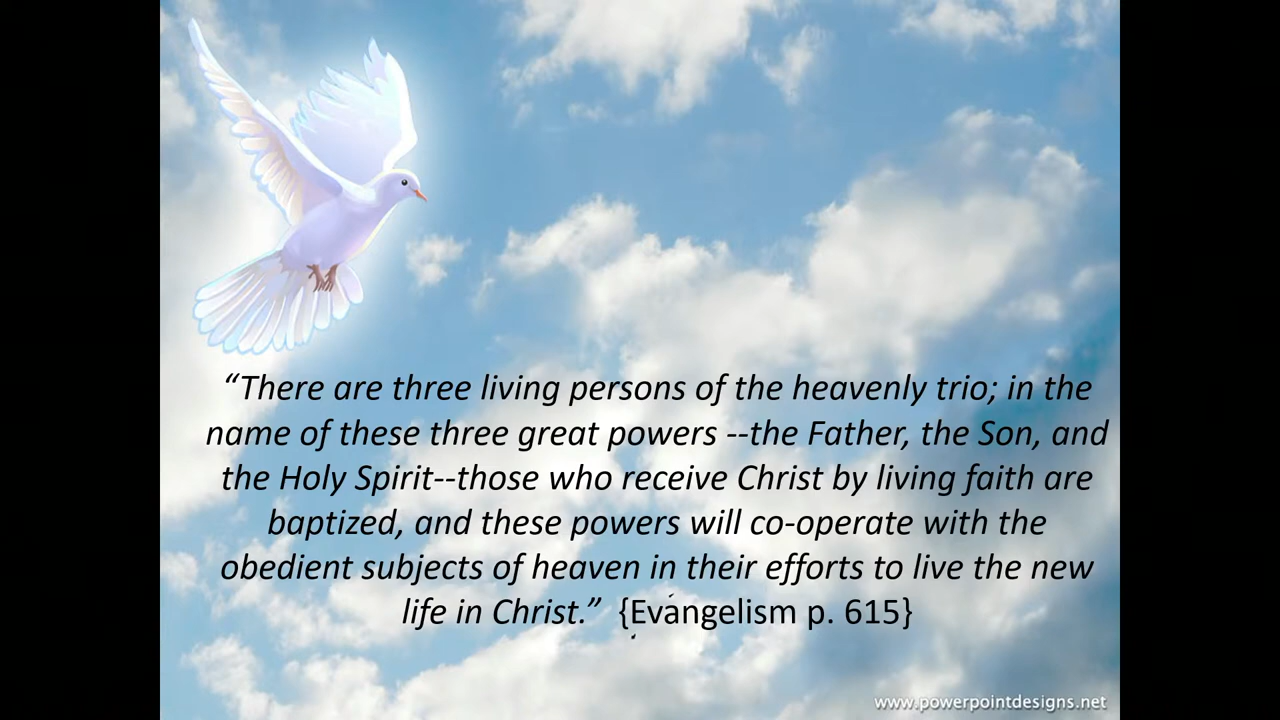 “There are three living persons of the heavenly trio; in the
name of these three great powers --the Father, the Son, and
the Holy Spirit--those who receive Christ by living faith are
baptized, and these powers will co-operate with the
obedient subjects of heaven in their efforts to live the new
life in Christ.” {Evangelism p. 615}
www.powerpointdesigns.net